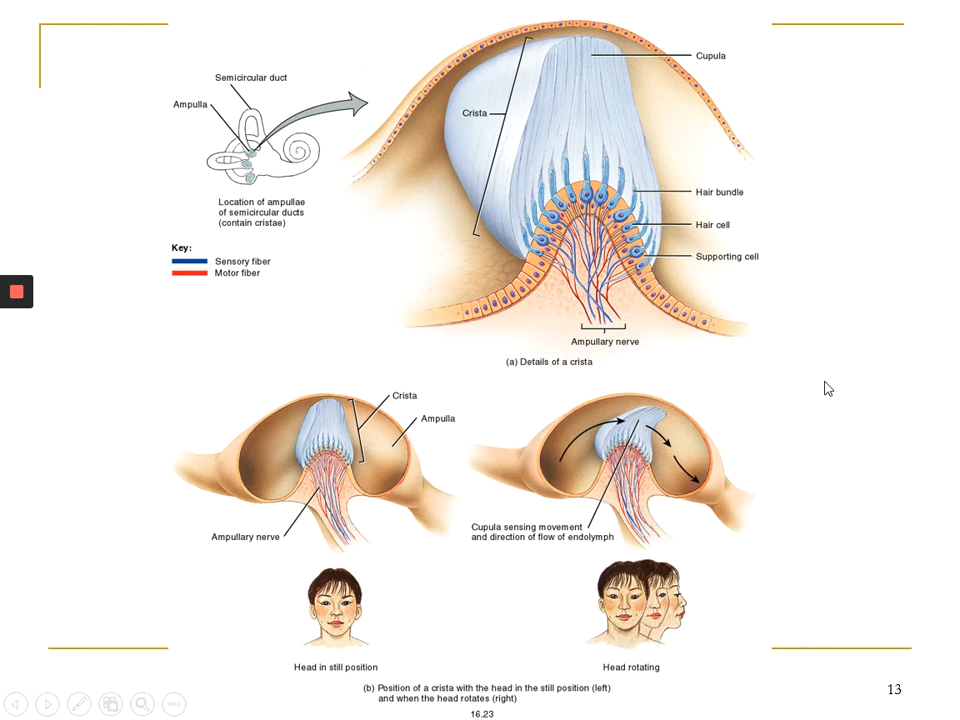 Semicircular duct
Ampulla
Cupula
Crista
Location of ampullae
of semicircular ducts
(contain cristae)
Key:
Sensory fiber
Motor fiber
Hair bundle
Hair cell
Supporting cell
Ampullary nerve
(a) Details of a crista
Crista
Ampulla
Ampullary nerve
Cupula sensing movement
and direction of flow of endolymph
Head in still position
Head rotating
(b) Position of a crista with the head in the still position (left)
and when the head rotates (right)
16.23
13